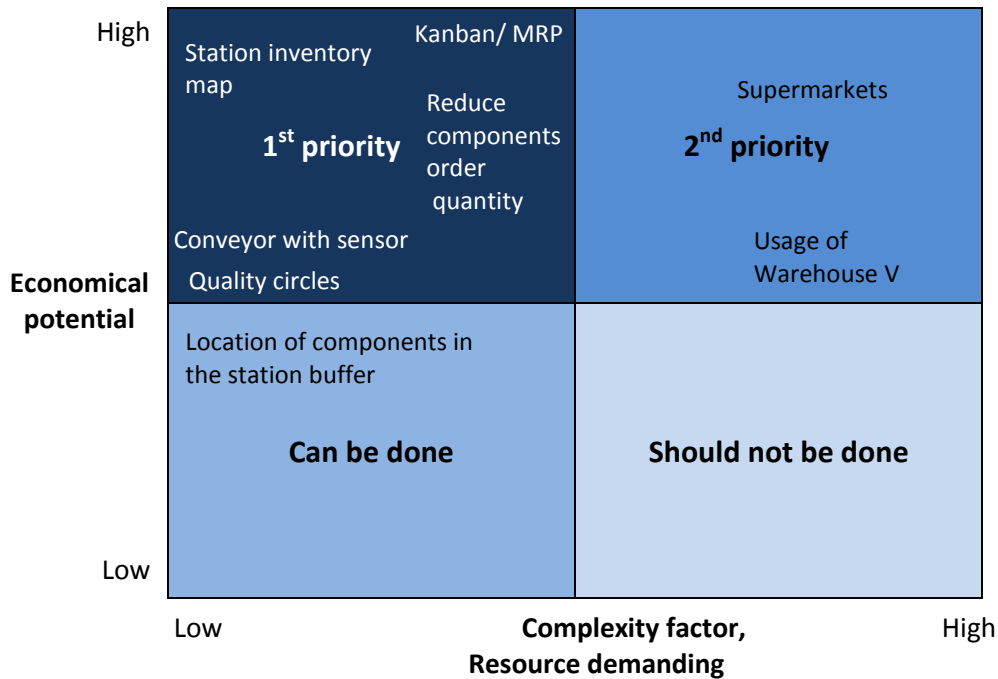 High
Kanban/ MRP
Station inventory
map
Supermarkets
Reduce
components
order
quantity
1st priority
2nd priority
Conveyor with sensor
Quality circles
Usage of
Warehouse V
Economical
potential
Location of components in
the station buffer
Can be done
Should not be done
Low
Low
Complexity factor,
Resource demanding
High